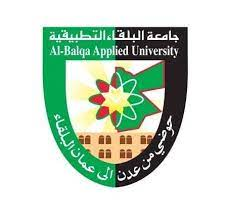 جامعة البلقاء التطبيقية
Al-Balqa Applied University
حوضي من عدن الى عمان البلقاء